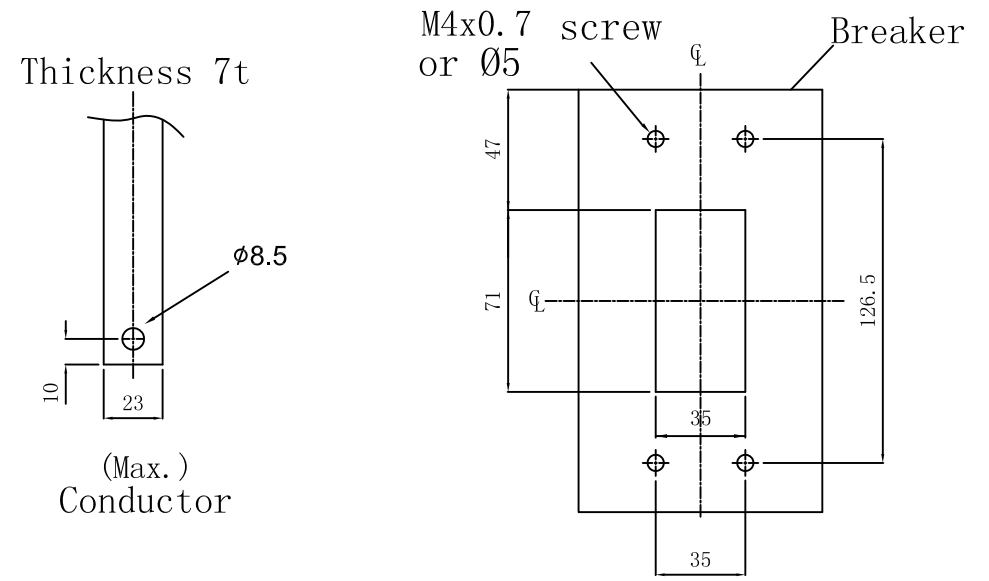 M4x0.7 screw
or Ø5
Breaker
Thickness 7t
℄
47
ϕ8.5
71
℄
126.5
10
23
35
(Max.)
Conductor
35